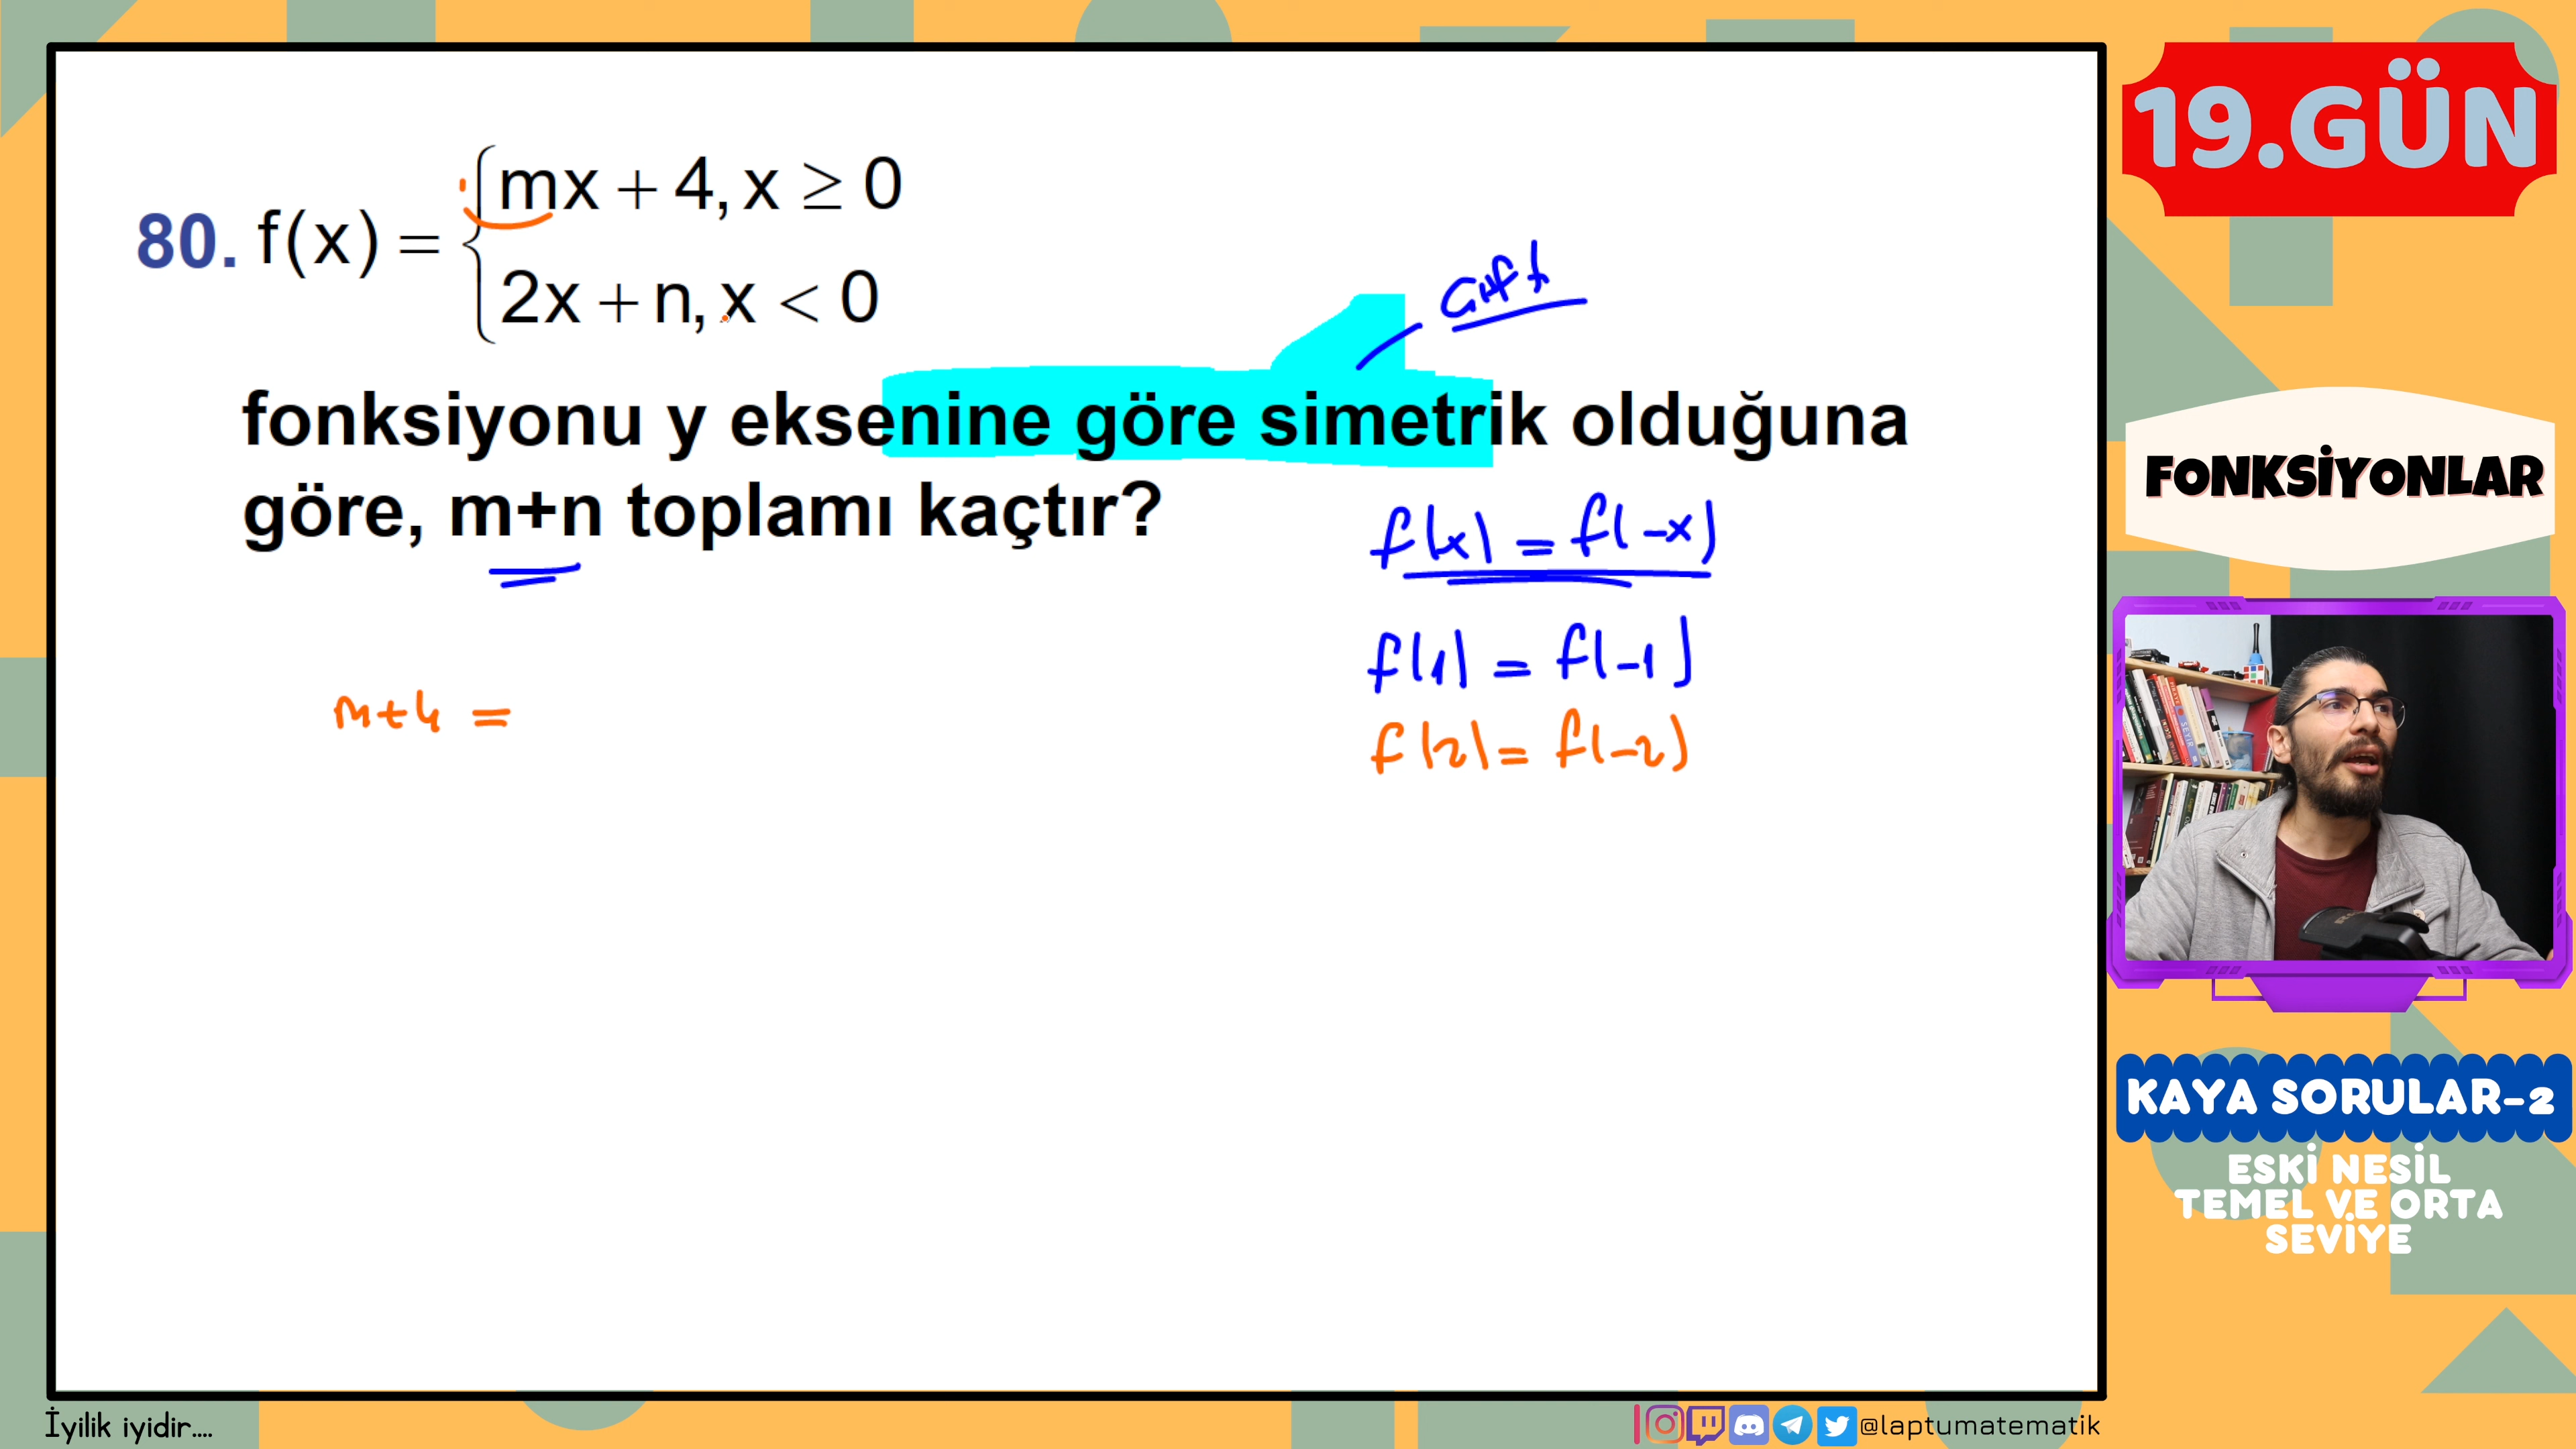 19.GÜN
80. f(x) = { mx + 4, x ≥ 0
2x + n, x < 0
çift
fonksiyonu y eksenine göre simetrik olduğuna
göre, m+n toplamı kaçtır?
f(x) = f(-x)
f(1) = f(-1)
f(2) = f(-2)
m+4 =
FONKSİYONLAR
KAYA SORULAR-2
ESKİ NESİL
TEMEL VE ORTA
SEVİYE
İyilik iyidir....
@laptumatematik